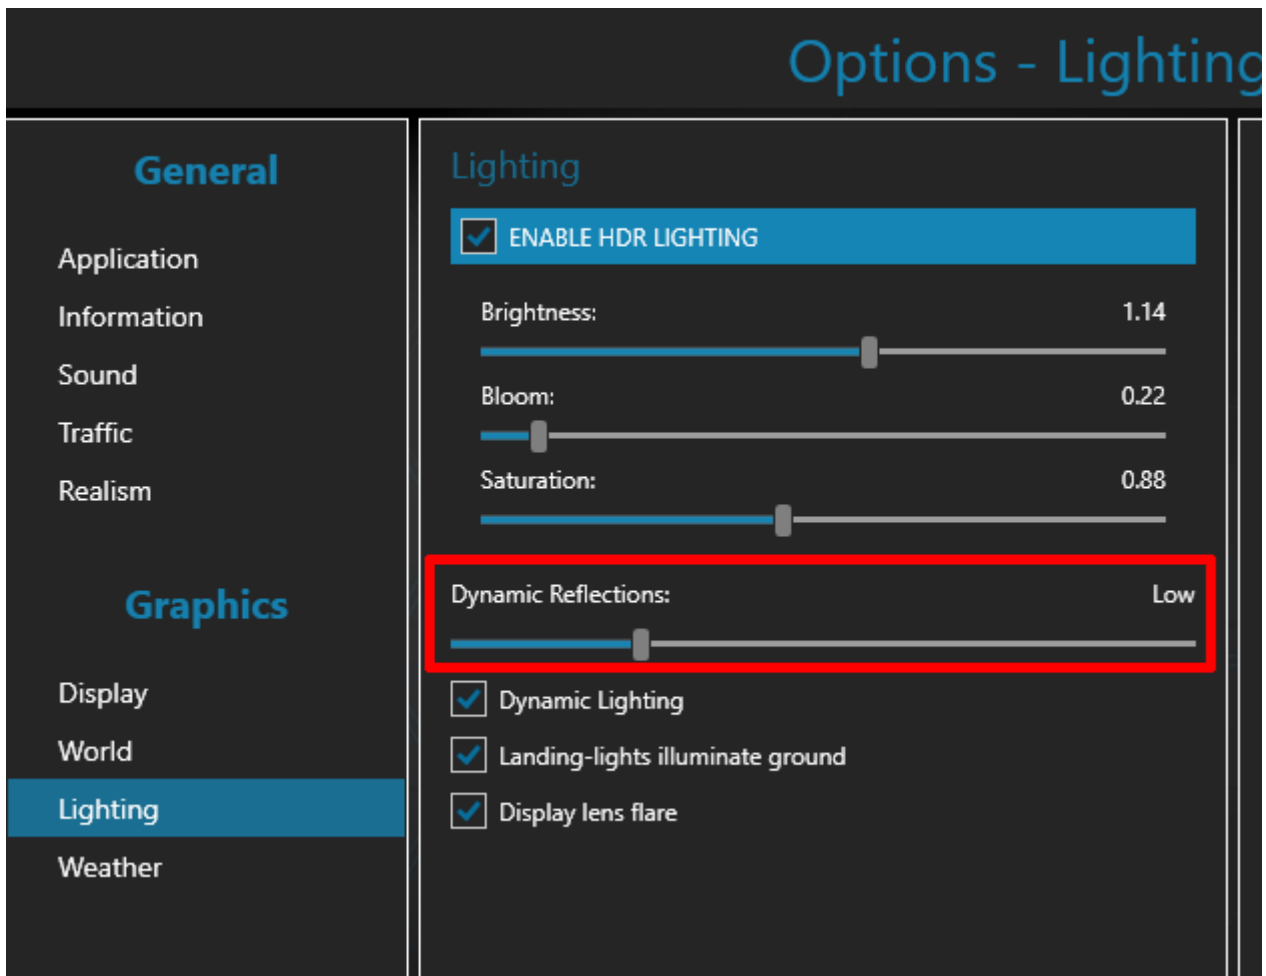 Options - Lighting
General
Application
Information
Sound
Traffic
Realism
Graphics
Display
World
Lighting
Weather
Lighting
ENABLE HDR LIGHTING
Brightness: 1.14
Bloom: 0.22
Saturation: 0.88
Dynamic Reflections: Low
Dynamic Lighting
Landing-lights illuminate ground
Display lens flare